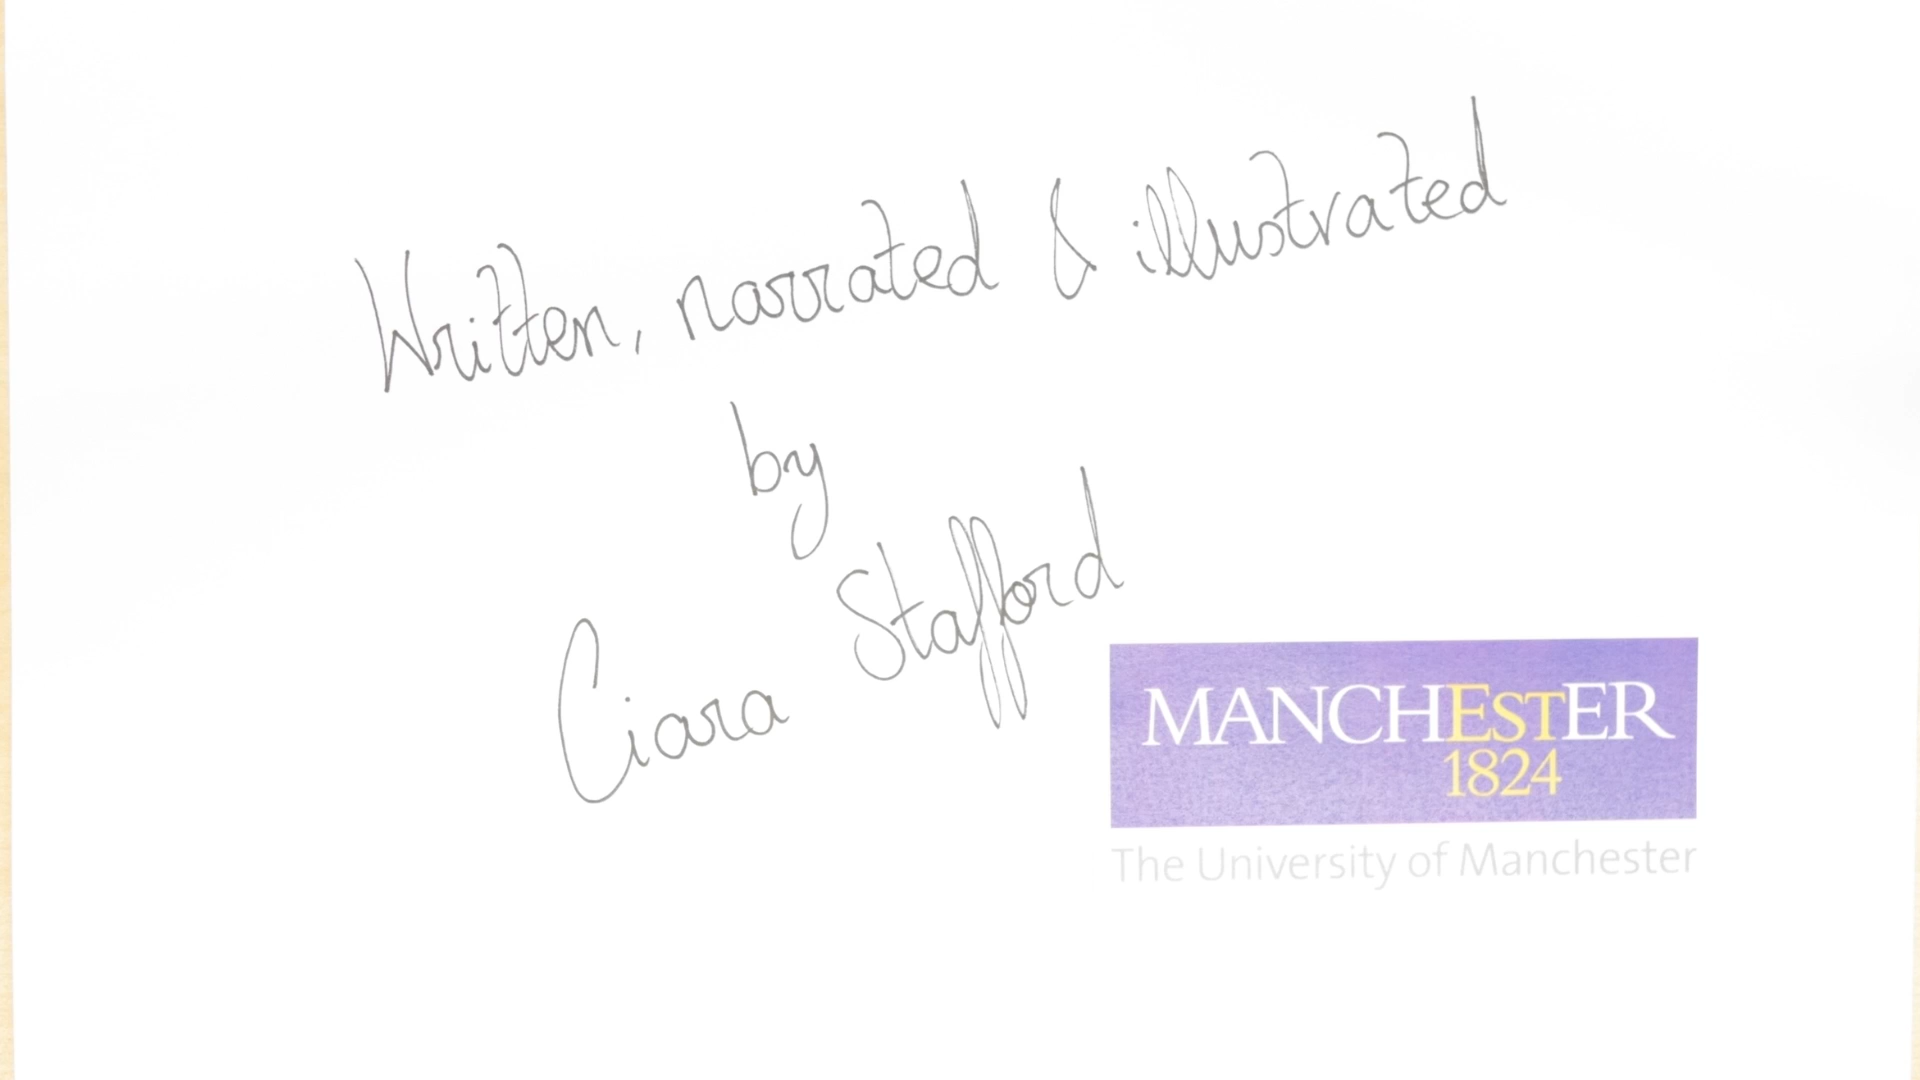 Written, narrated & illustrated
by
Ciara Stafford
MANCHESTER
1824
The University of Manchester